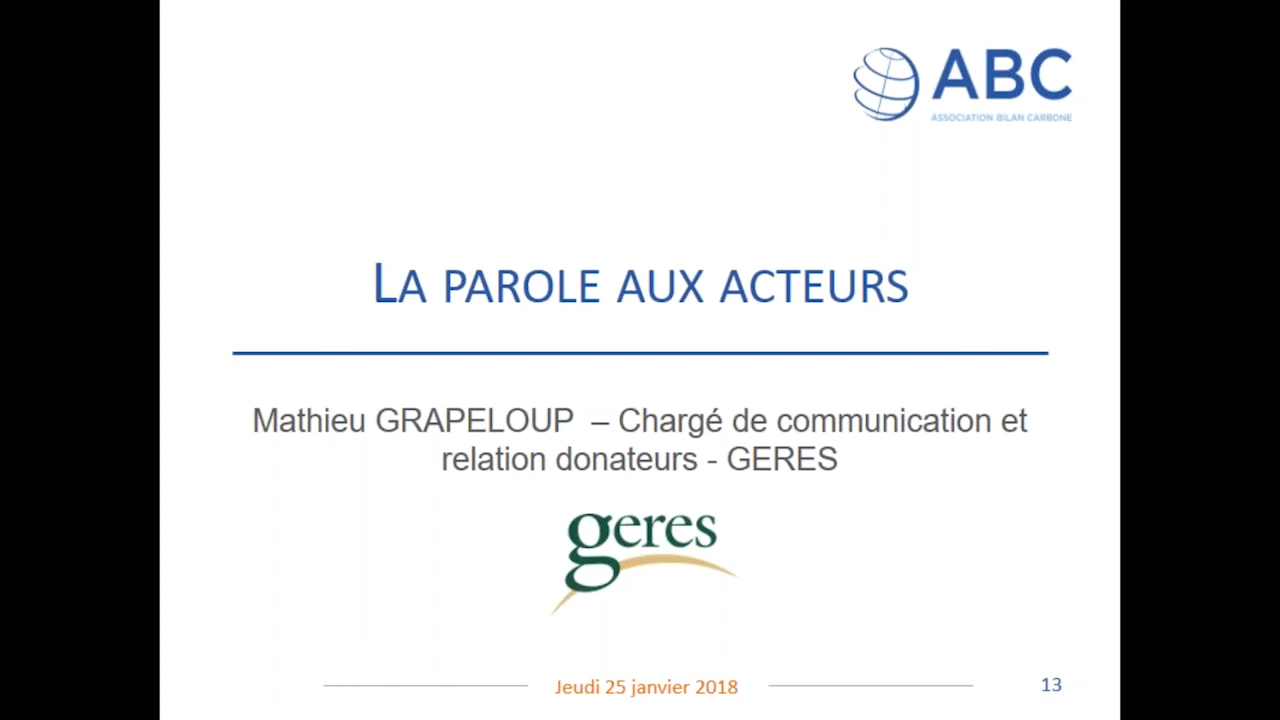 ABC
ASSOCIATION BILAN CARBONE
LA PAROLE AUX ACTEURS
Mathieu GRAPELOUP – Chargé de communication et
relation donateurs - GERES
geres
Jeudi 25 janvier 2018
13